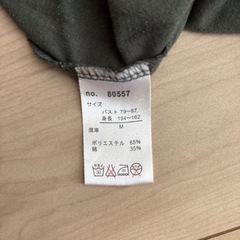 no. 80557
サイズ
バスト 79～87
身長 154～162
M
ポリエステル 65%
綿 35%